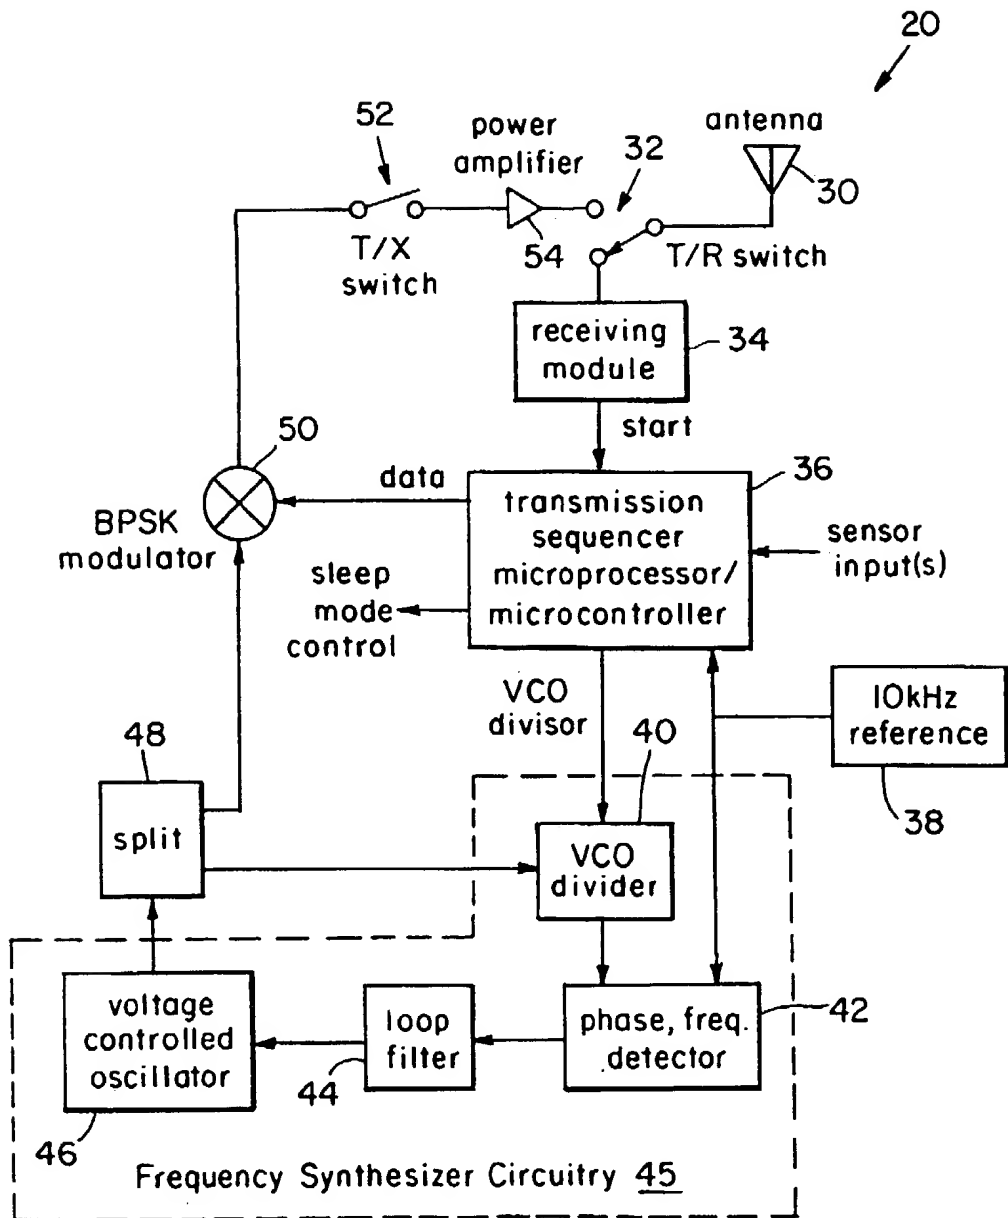 20
52
power
amplifier
32
antenna
30
T/X
switch
54
T/R switch
receiving
module
34
start
50
data
36
BPSK
modulator
transmission
sequencer
microprocessor/
microcontroller
sensor
input(s)
sleep
mode
control
VCO
divisor
10kHz
reference
38
48
split
40
VCO
divider
voltage
controlled
oscillator
46
loop
filter
44
phase, freq.
detector
42
Frequency Synthesizer Circuitry 45